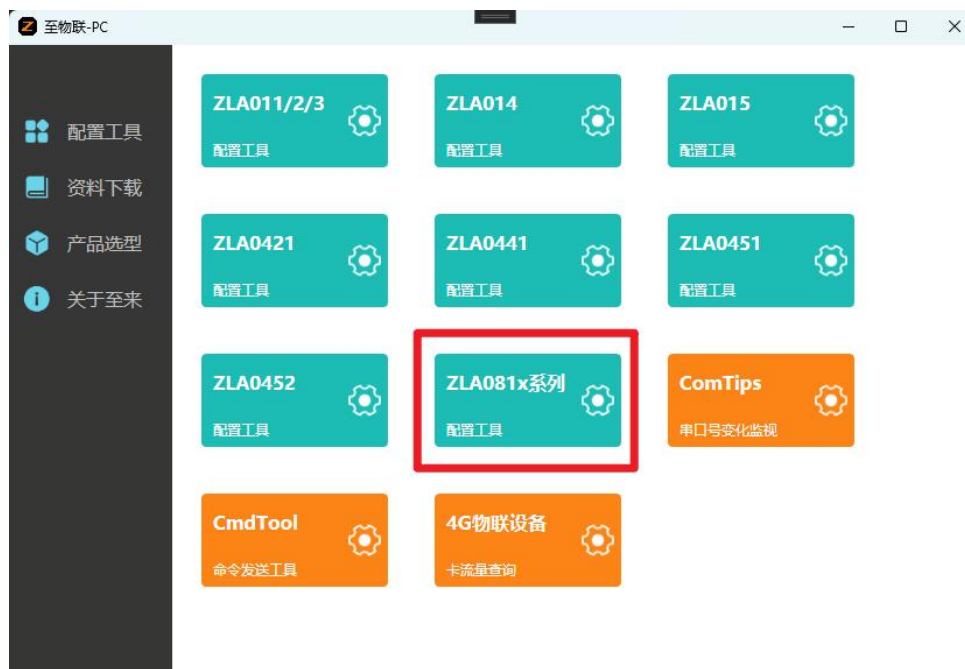 至物联-PC
配置工具
资料下载
产品选型
关于至来
ZLA011/2/3
配置工具
ZLA014
配置工具
ZLA015
配置工具
ZLA0421
配置工具
ZLA0441
配置工具
ZLA0451
配置工具
ZLA0452
配置工具
ZLA081x系列
配置工具
ComTips
串口号变化监视
CmdTool
命令发送工具
4G物联设备
卡流量查询